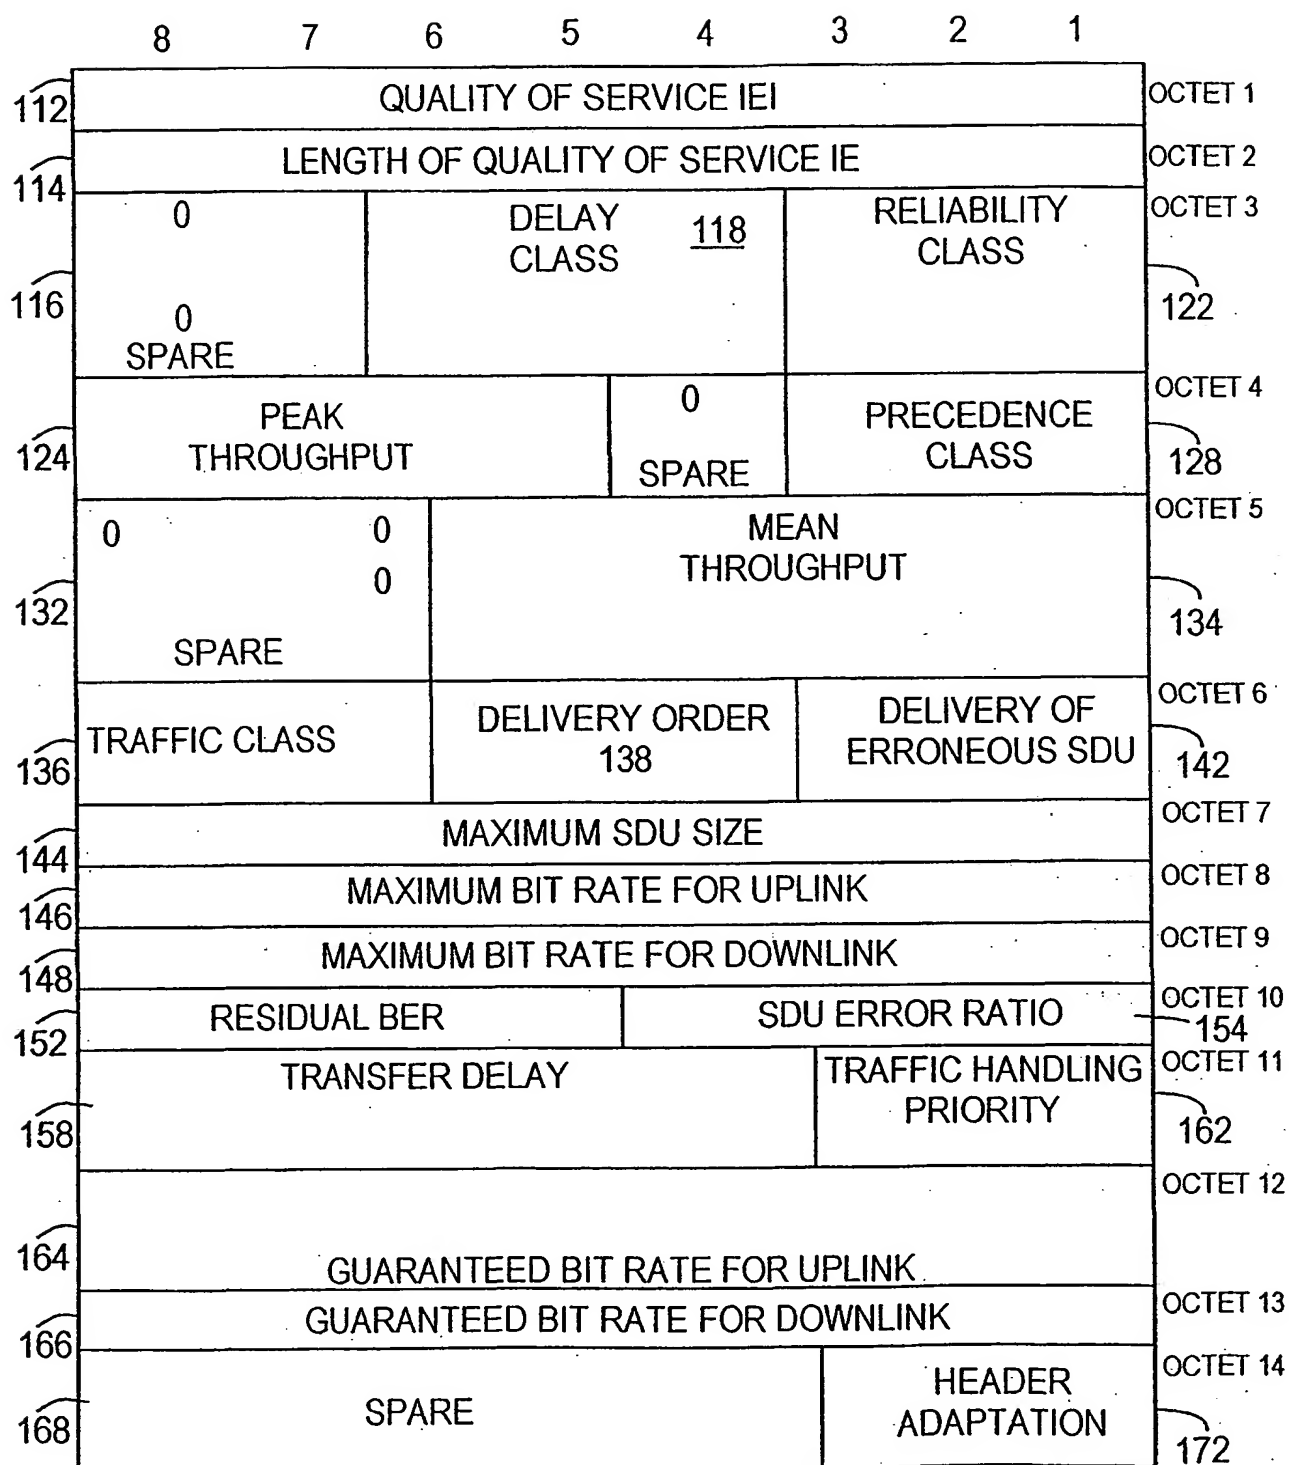 8 7 6 5 4 3 2 1
112 QUALITY OF SERVICE IEI OCTET 1
114 LENGTH OF QUALITY OF SERVICE IE OCTET 2
0 DELAY 118 RELIABILITY OCTET 3
CLASS CLASS
116 0 122
SPARE
PEAK 0 PRECEDENCE OCTET 4
124 THROUGHPUT SPARE CLASS 128
0 0 MEAN OCTET 5
0 THROUGHPUT
132 134
SPARE
TRAFFIC CLASS DELIVERY ORDER DELIVERY OF OCTET 6
136 138 ERRONEOUS SDU 142
144 MAXIMUM SDU SIZE OCTET 7
146 MAXIMUM BIT RATE FOR UPLINK OCTET 8
148 MAXIMUM BIT RATE FOR DOWNLINK OCTET 9
152 RESIDUAL BER SDU ERROR RATIO OCTET 10
154
TRANSFER DELAY TRAFFIC HANDLING OCTET 11
158 PRIORITY 162
OCTET 12
164 GUARANTEED BIT RATE FOR UPLINK
166 GUARANTEED BIT RATE FOR DOWNLINK OCTET 13
HEADER OCTET 14
168 SPARE ADAPTATION 172